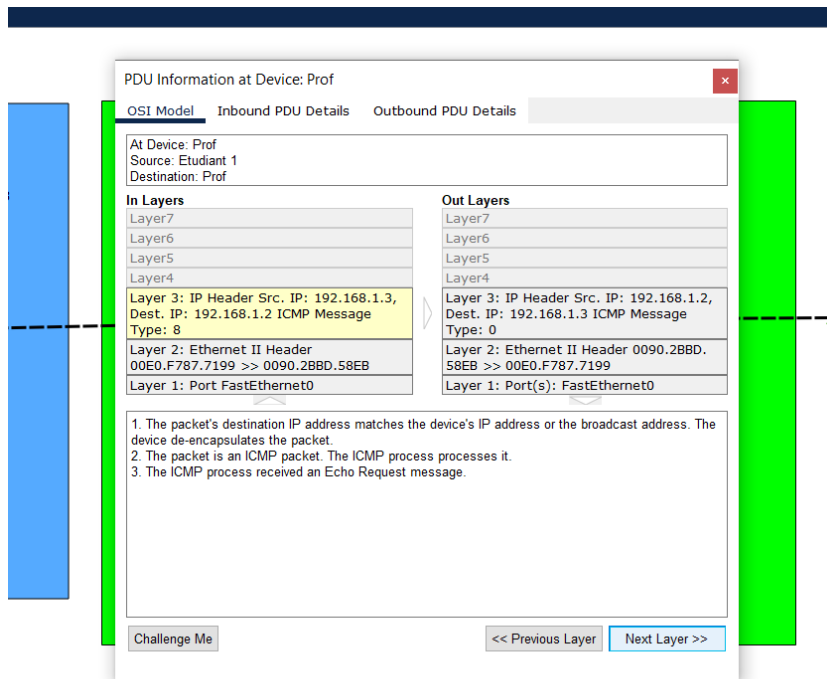 PDU Information at Device: Prof
×
OSI Model Inbound PDU Details Outbound PDU Details
At Device: Prof
Source: Etudiant 1
Destination: Prof
In Layers
Layer7
Layer6
Layer5
Layer4
Layer 3: IP Header Src. IP: 192.168.1.3,
Dest. IP: 192.168.1.2 ICMP Message
Type: 8
Layer 2: Ethernet II Header
00E0.F787.7199 >> 0090.2BBD.58EB
Layer 1: Port FastEthernet0
Out Layers
Layer7
Layer6
Layer5
Layer4
Layer 3: IP Header Src. IP: 192.168.1.2,
Dest. IP: 192.168.1.3 ICMP Message
Type: 0
Layer 2: Ethernet II Header 0090.2BBD.
58EB >> 00E0.F787.7199
Layer 1: Port(s): FastEthernet0
1. The packet's destination IP address matches the device's IP address or the broadcast address. The
device de-encapsulates the packet.
2. The packet is an ICMP packet. The ICMP process processes it.
3. The ICMP process received an Echo Request message.
Challenge Me
<< Previous Layer
Next Layer >>